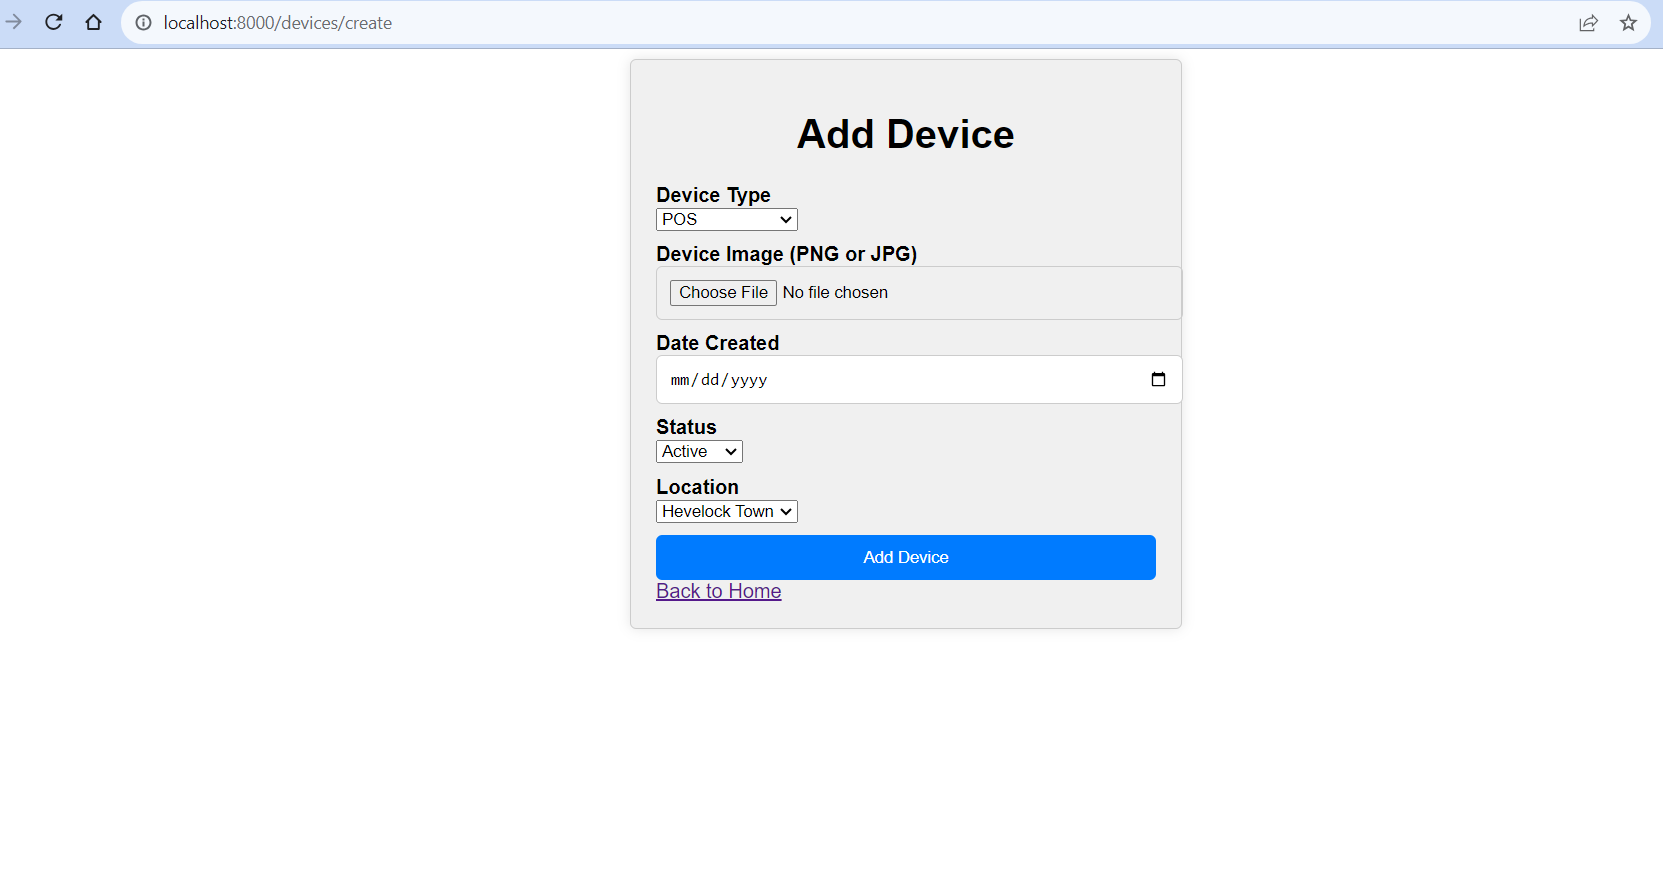 localhost:8000/devices/create
Add Device
Device Type
POS
Device Image (PNG or JPG)
Choose File No file chosen
Date Created
mm/dd/yyyy
Status
Active
Location
Hevelock Town
Add Device
Back to Home